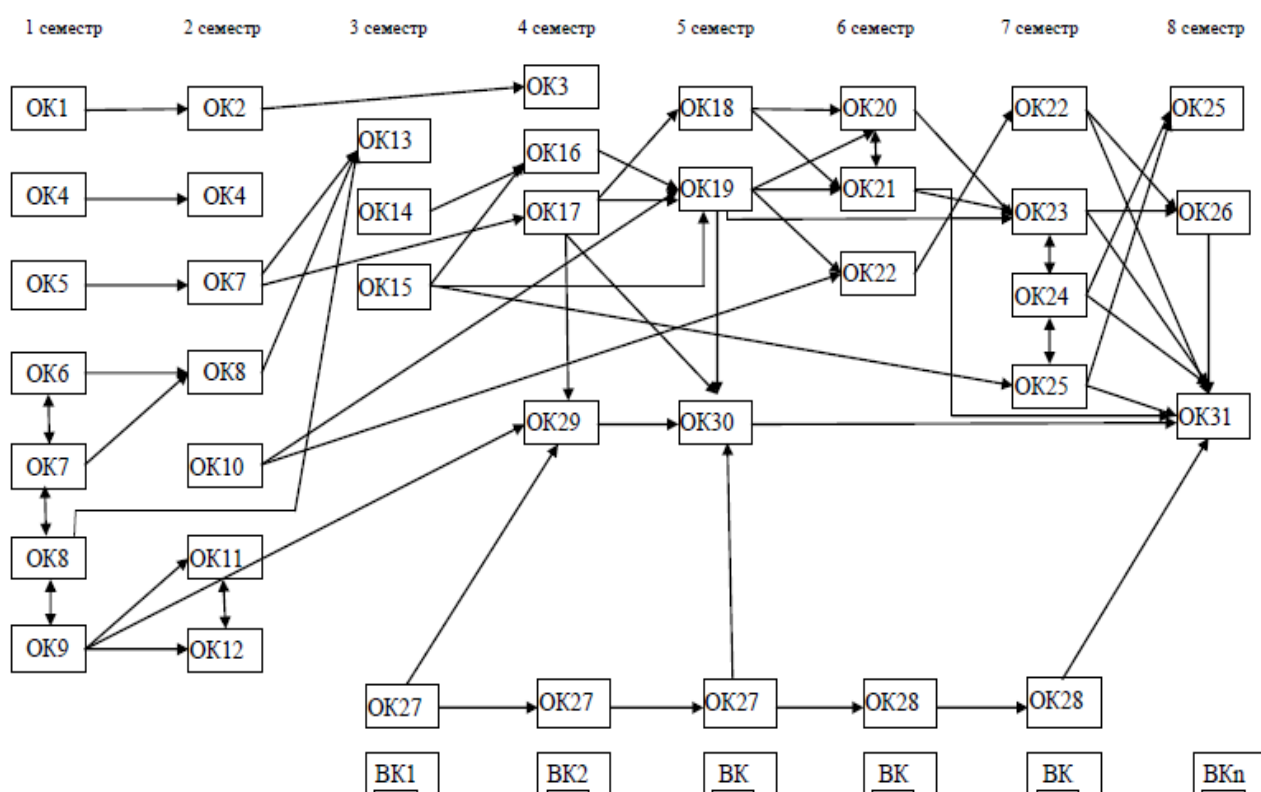 1 семестр 2 семестр 3 семестр 4 семестр 5 семестр 6 семестр 7 семестр 8 семестр
ОК3
ОК1 ОК2 ОК18 ОК20 ОК22 ОК25
ОК13 ОК16
ОК4 ОК4 ОК19 ОК21
ОК14 ОК17 ОК23 ОК26
ОК5 ОК7 ОК15 ОК22
ОК24
ОК6 ОК8 ОК25
ОК29 ОК30 ОК31
ОК7 ОК10
ОК8 ОК11
ОК9 ОК12
ОК27 ОК27 ОК27 ОК28 ОК28
ВК1 ВК2 ВК ВК ВК ВКn